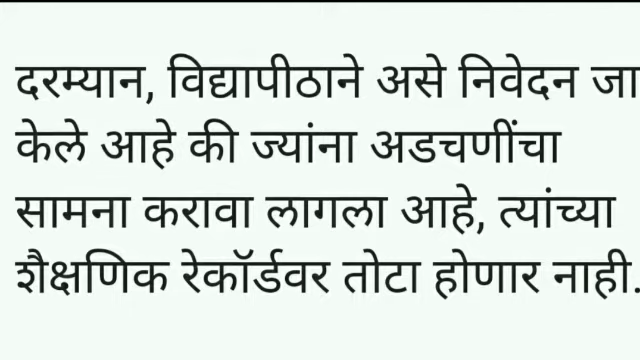 दरम्यान, विद्यापीठाने असे निवेदन
केले आहे की ज्यांना अडचणींचा
सामना करावा लागला आहे, त्यांच्या
शैक्षणिक रेकॉर्डवर तोटा होणार नाही.